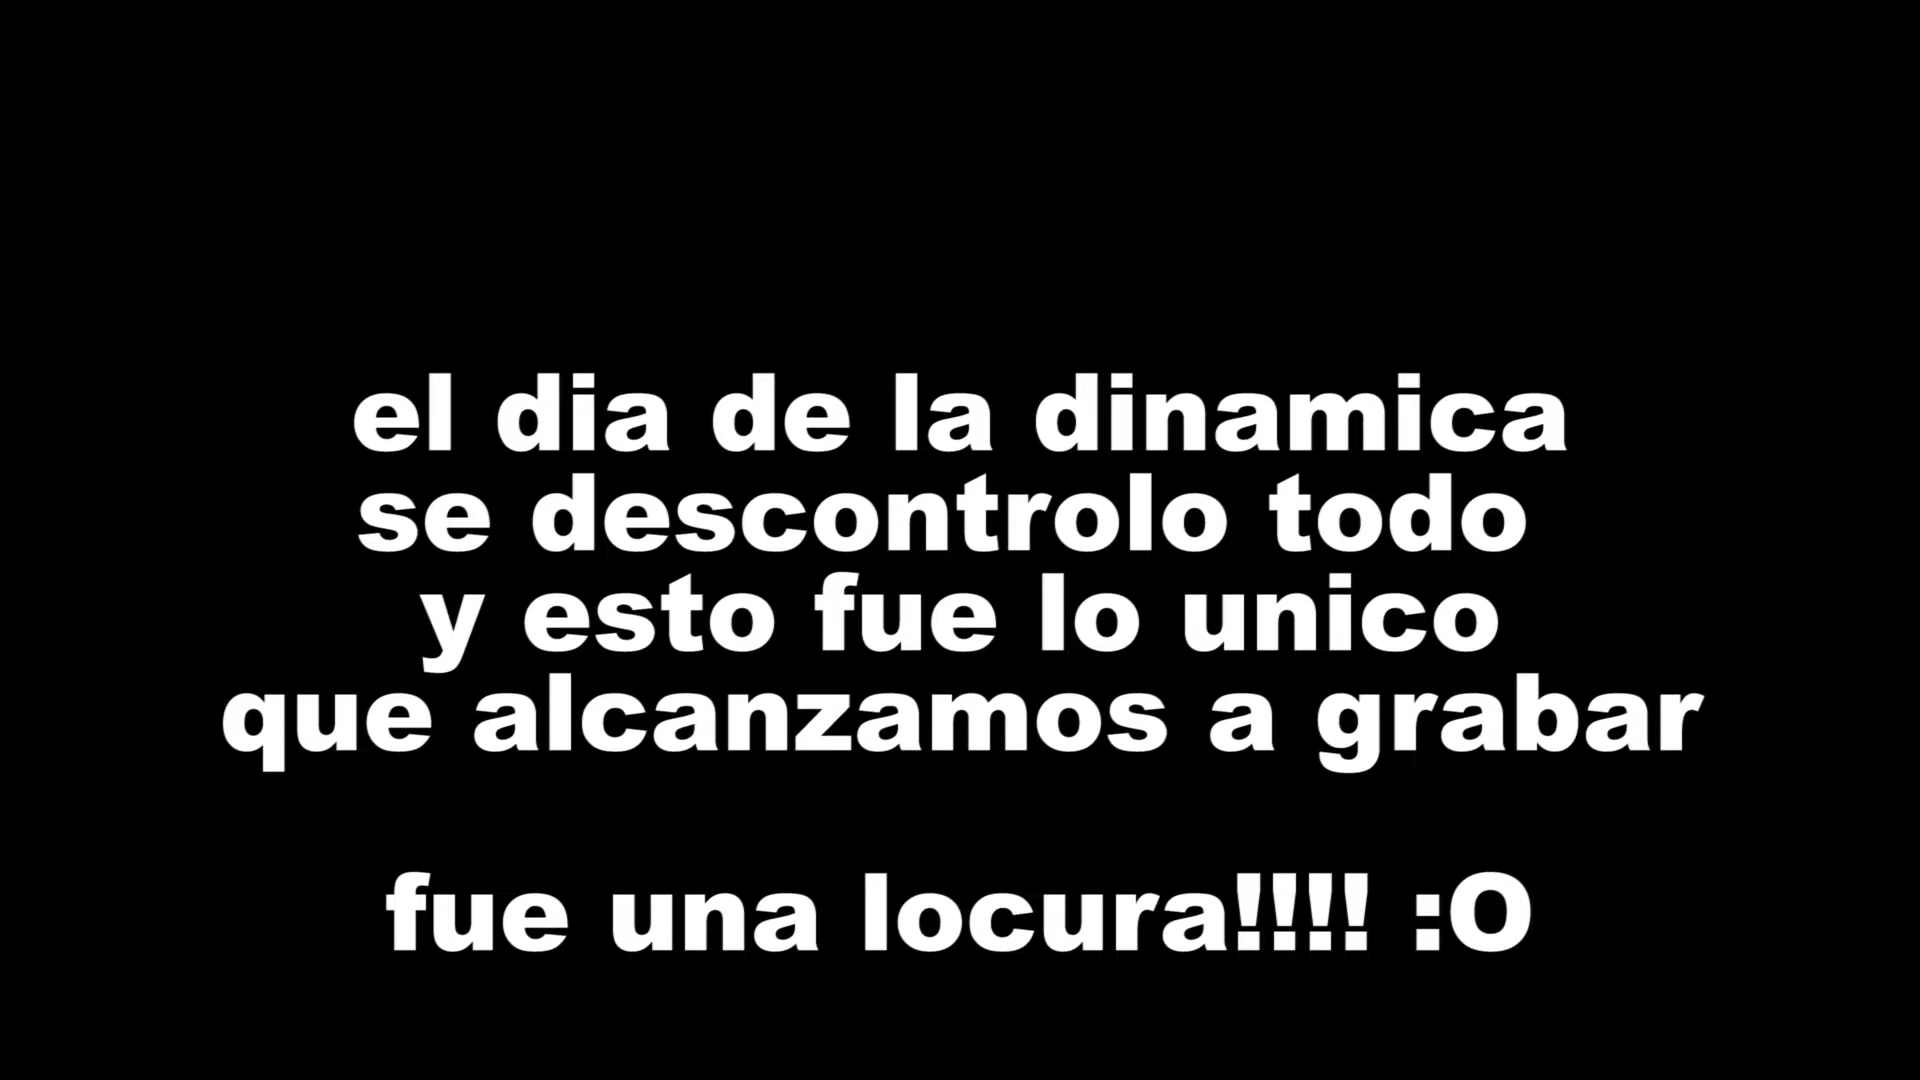 el dia de la dinamica
se descontrolo todo
y esto fue lo unico
que alcanzamos a grabar
fue una locura!!!! :O